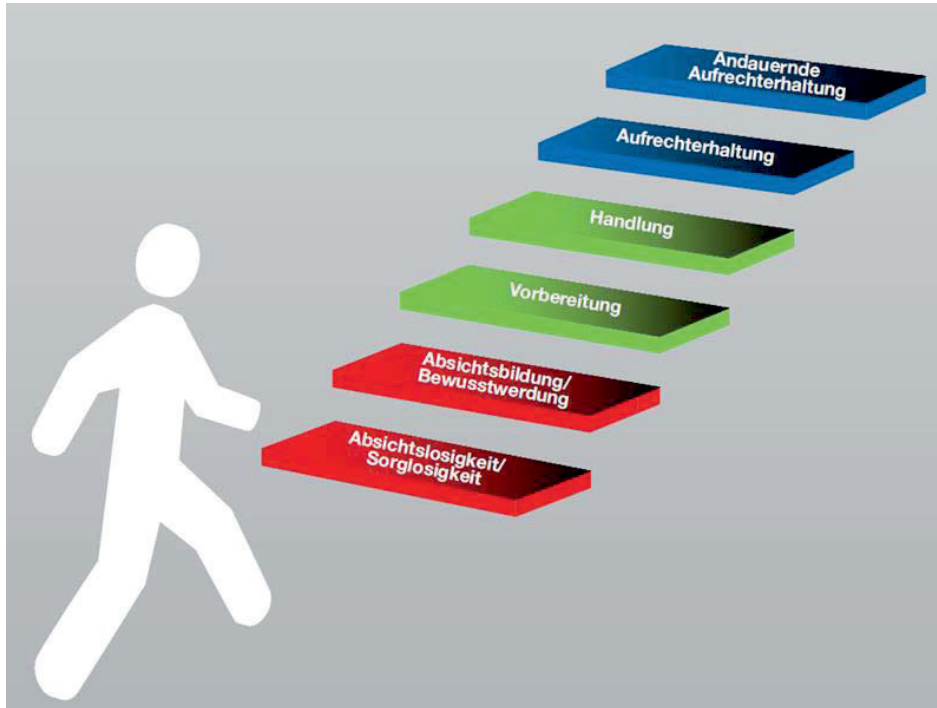 Andauernde
Aufrechterhaltung
Aufrechterhaltung
Handlung
Vorbereitung
Absichtsbildung/
Bewusstwerdung
Absichtslosigkeit/
Sorglosigkeit